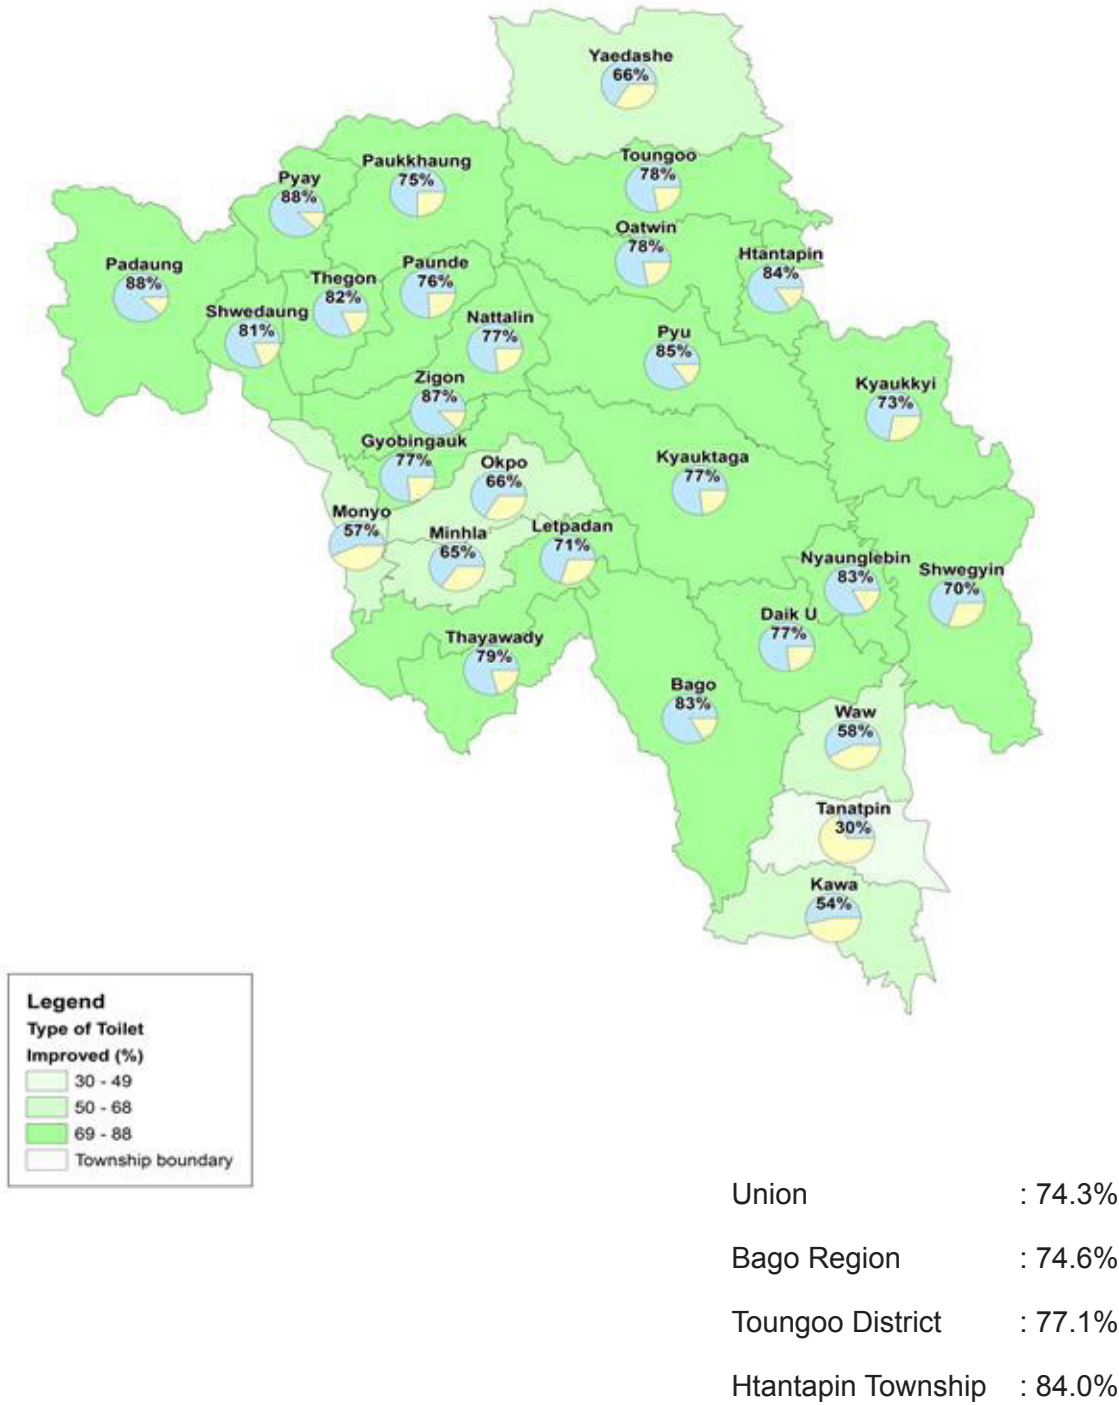 Yaedashe
66%
Toungoo
78%
Paukkhaung
75%
Pyay
88%
Oatwin
78%
Htantapin
84%
Padaung
88%
Paunde
76%
Thegon
82%
Shwedaung
81%
Nattalin
77%
Pyu
85%
Zigon
87%
Kyaukkyi
73%
Gyobingauk
77%
Okpo
66%
Kyauktaga
77%
Monyo
57%
Minhla
65%
Letpadan
71%
Nyaunglebin
83%
Shwegyin
70%
Daik U
77%
Thayawady
79%
Bago
83%
Waw
58%
Tanatpin
30%
Kawa
54%
Legend
Type of Toilet
Improved (%)
30 - 49
50 - 68
69 - 88
Township boundary
Union : 74.3%
Bago Region : 74.6%
Toungoo District : 77.1%
Htantapin Township : 84.0%